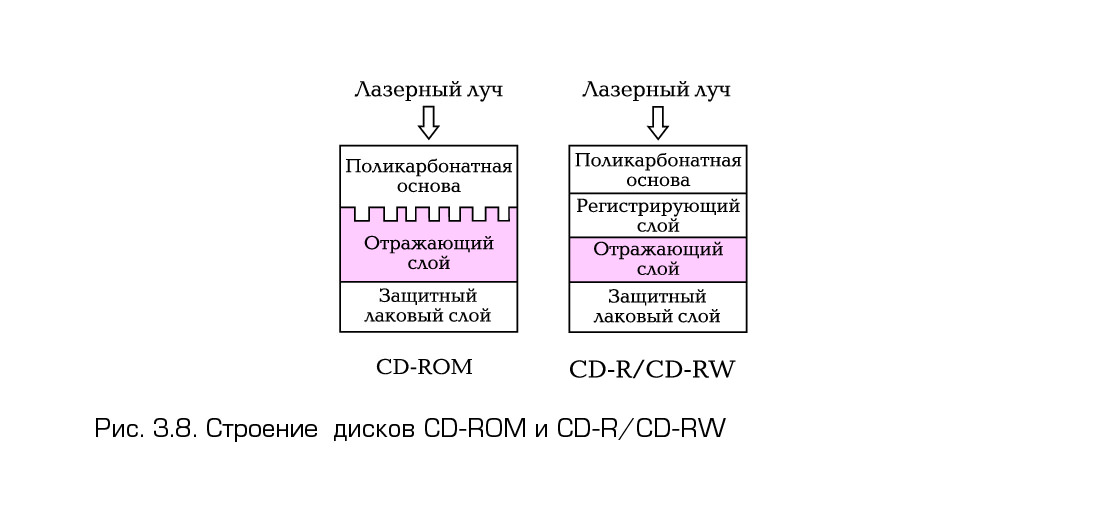 Лазерный луч
Поликарбонатная
основа
Отражающий
слой
Защитный
лаковый слой
CD-ROM
Лазерный луч
Поликарбонатная
основа
Регистрирующий
слой
Отражающий
слой
Защитный
лаковый слой
CD-R/CD-RW
Рис. 3.8. Строение дисков CD-ROM и CD-R/CD-RW